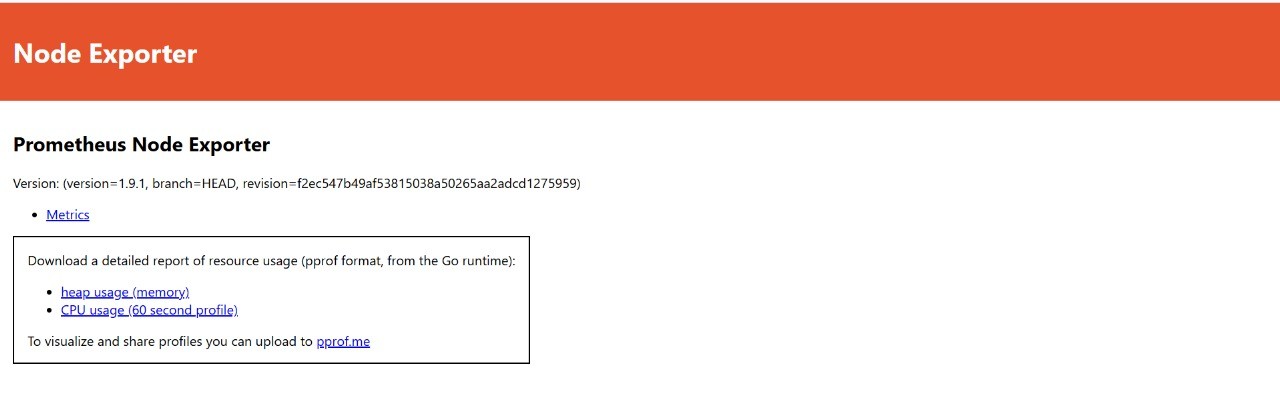 Node Exporter
Prometheus Node Exporter
Version: (version=1.9.1, branch=HEAD, revision=f2ec547b49af53815038a50265aa2adcd1275959)
Metrics
Download a detailed report of resource usage (pprof format, from the Go runtime):
heap usage (memory)
CPU usage (60 second profile)
To visualize and share profiles you can upload to pprof.me